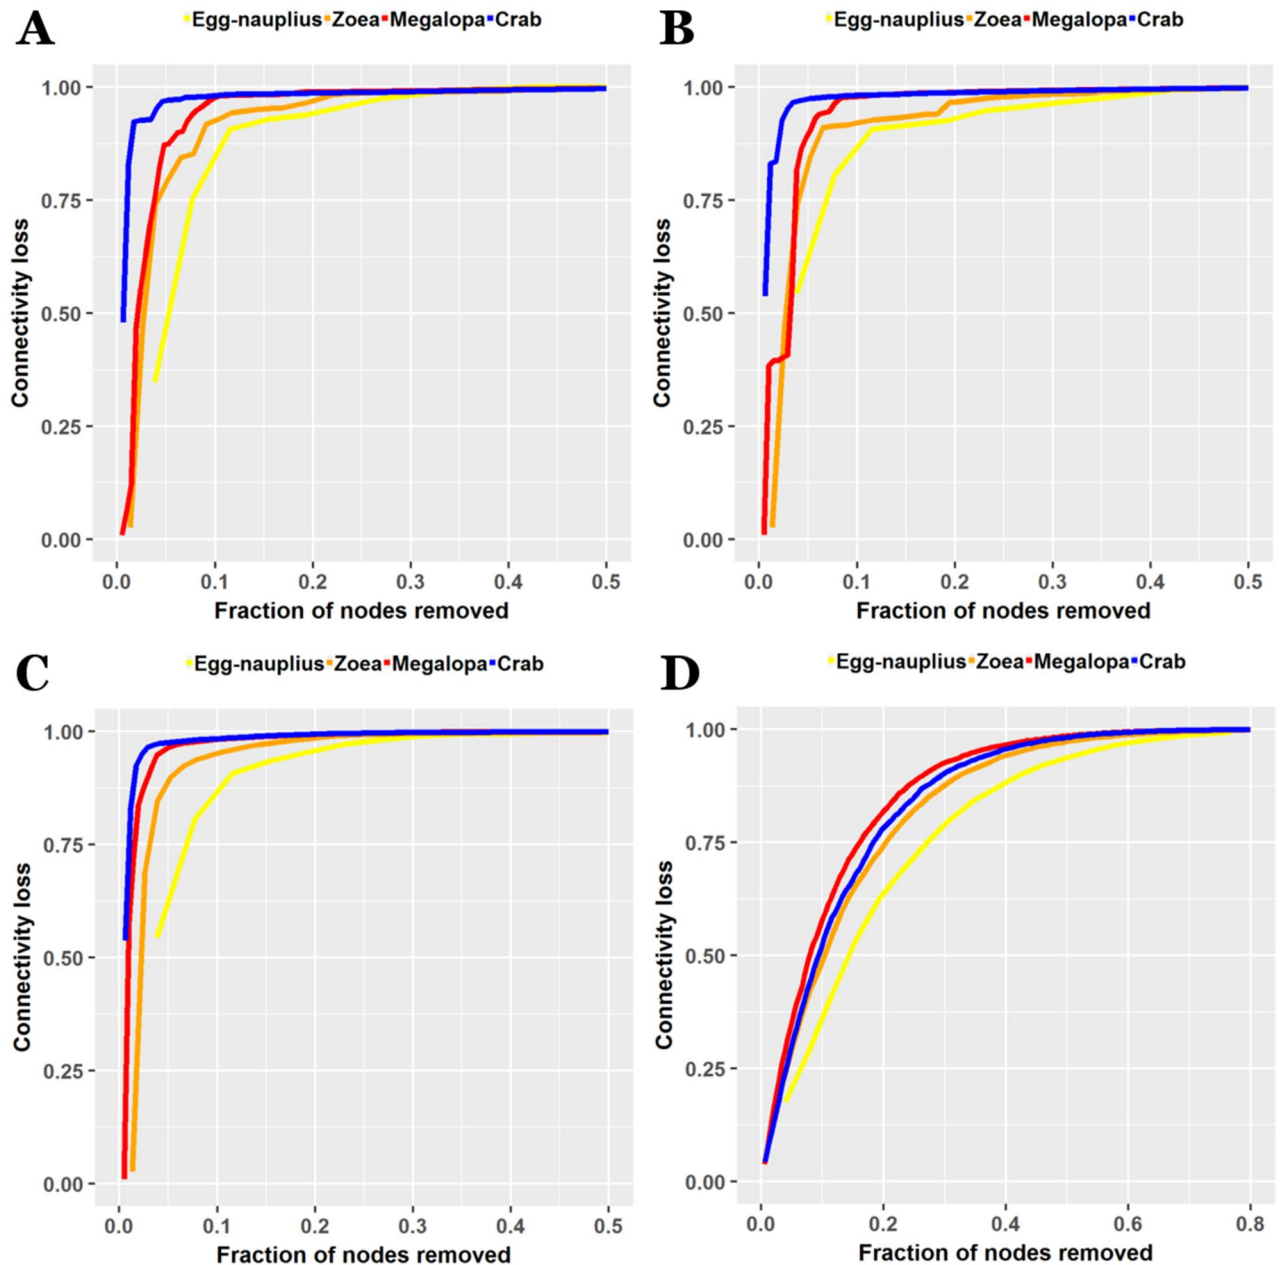 A
Egg-nauplius Zoea Megalopa Crab
1.00
0.75
0.50
0.25
0.00
Connectivity loss
0.0 0.1 0.2 0.3 0.4 0.5
Fraction of nodes removed
B
Egg-nauplius Zoea Megalopa Crab
1.00
0.75
0.50
0.25
0.00
Connectivity loss
0.0 0.1 0.2 0.3 0.4 0.5
Fraction of nodes removed
C
Egg-nauplius Zoea Megalopa Crab
1.00
0.75
0.50
0.25
0.00
Connectivity loss
0.0 0.1 0.2 0.3 0.4 0.5
Fraction of nodes removed
D
Egg-nauplius Zoea Megalopa Crab
1.00
0.75
0.50
0.25
0.00
Connectivity loss
0.0 0.2 0.4 0.6 0.8
Fraction of nodes removed